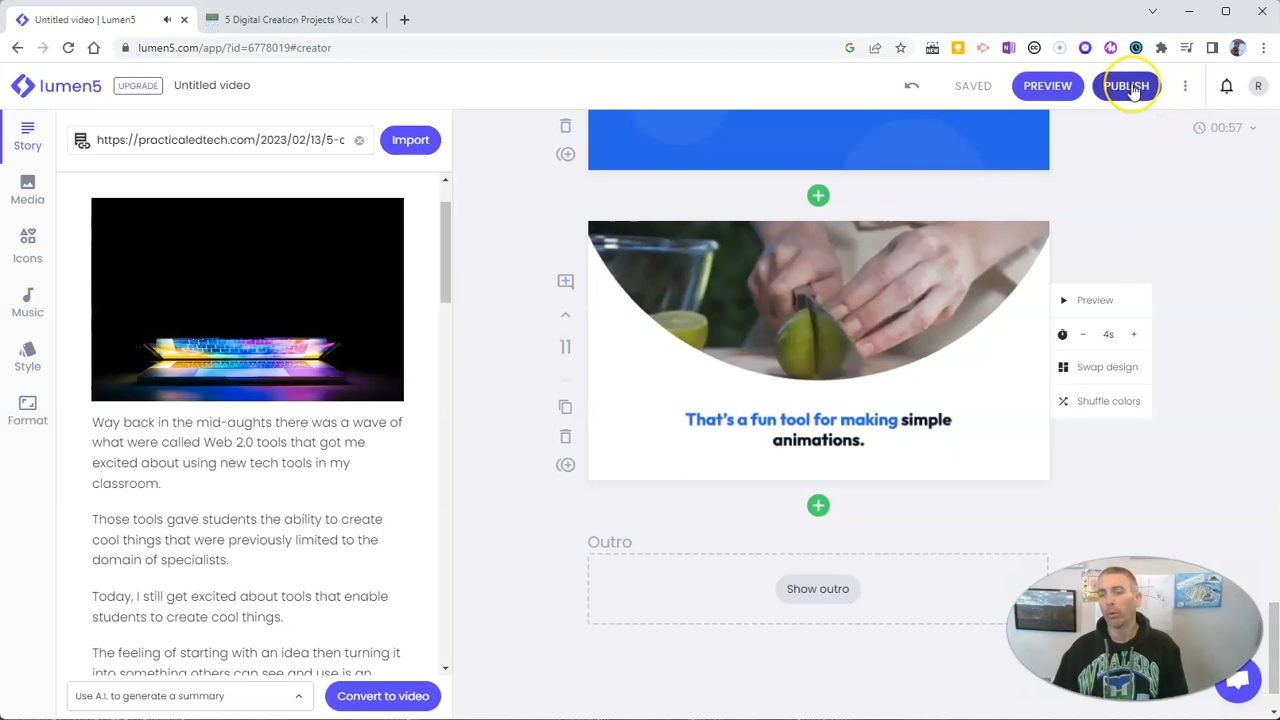 Untitled video | Lumen5
5 Digital Creation Projects You C
lumen5.com/app/?id=6778019#creator
lumen5
UPGRADE
Untitled video
SAVED
PREVIEW
PUBLISH
R
Story
Media
Icons
Music
Style
Format
https://practicaledtech.com/2023/02/13/5-c
Import
Way back in the mid-aughts there was a wave of
what were called Web 2.0 tools that got me
excited about using new tech tools in my
classroom.
Those tools gave students the ability to create
cool things that were previously limited to the
domain of specialists.
Today, I still get excited about tools that enable
students to create cool things.
The feeling of starting with an idea then turning it
into something others can see and use is an
Use A.I. to generate a summary
Convert to video
00:57
11
That's a fun tool for making simple
animations.
Preview
4s
Swap design
Shuffle colors
Outro
Show outro
WHALERS